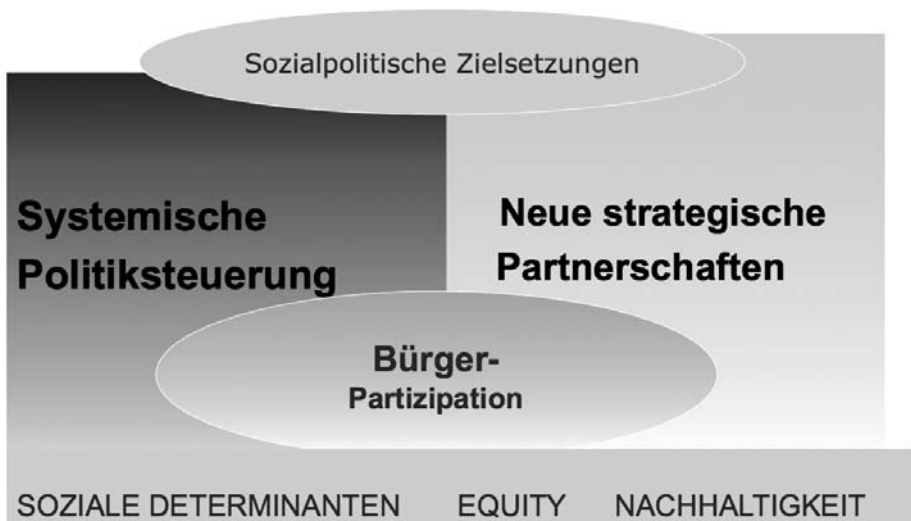 Sozialpolitische Zielsetzungen
Systemische
Politiksteuerung
Neue strategische
Partnerschaften
Bürger-
Partizipation
SOZIALE DETERMINANTEN EQUITY NACHHALTIGKEIT